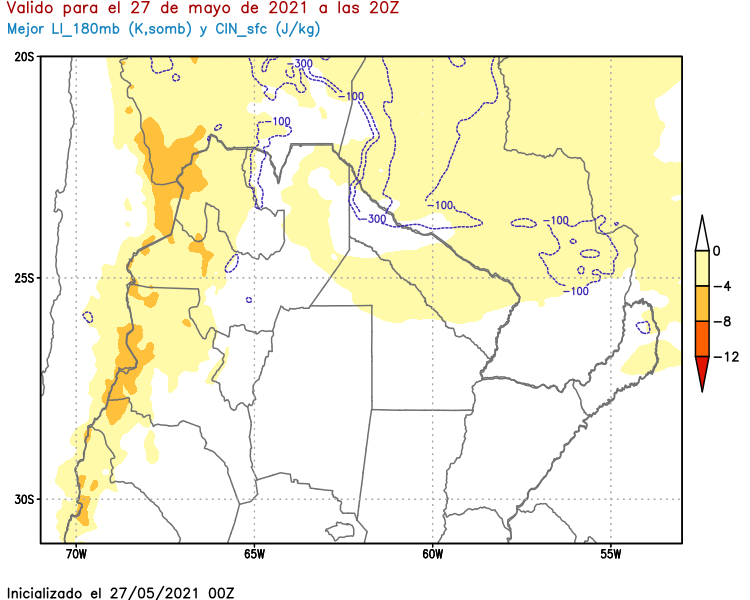 Valido para el 27 de mayo de 2021 a las 20Z
Mejor LI_180mb (K,somb) y CIN_sfc (J/kg)
20S
25S
30S
70W
65W
60W
55W
-300
-100
-100
-100
-300
-100
-100
0
-4
-8
-12
Inicializado el 27/05/2021 00Z